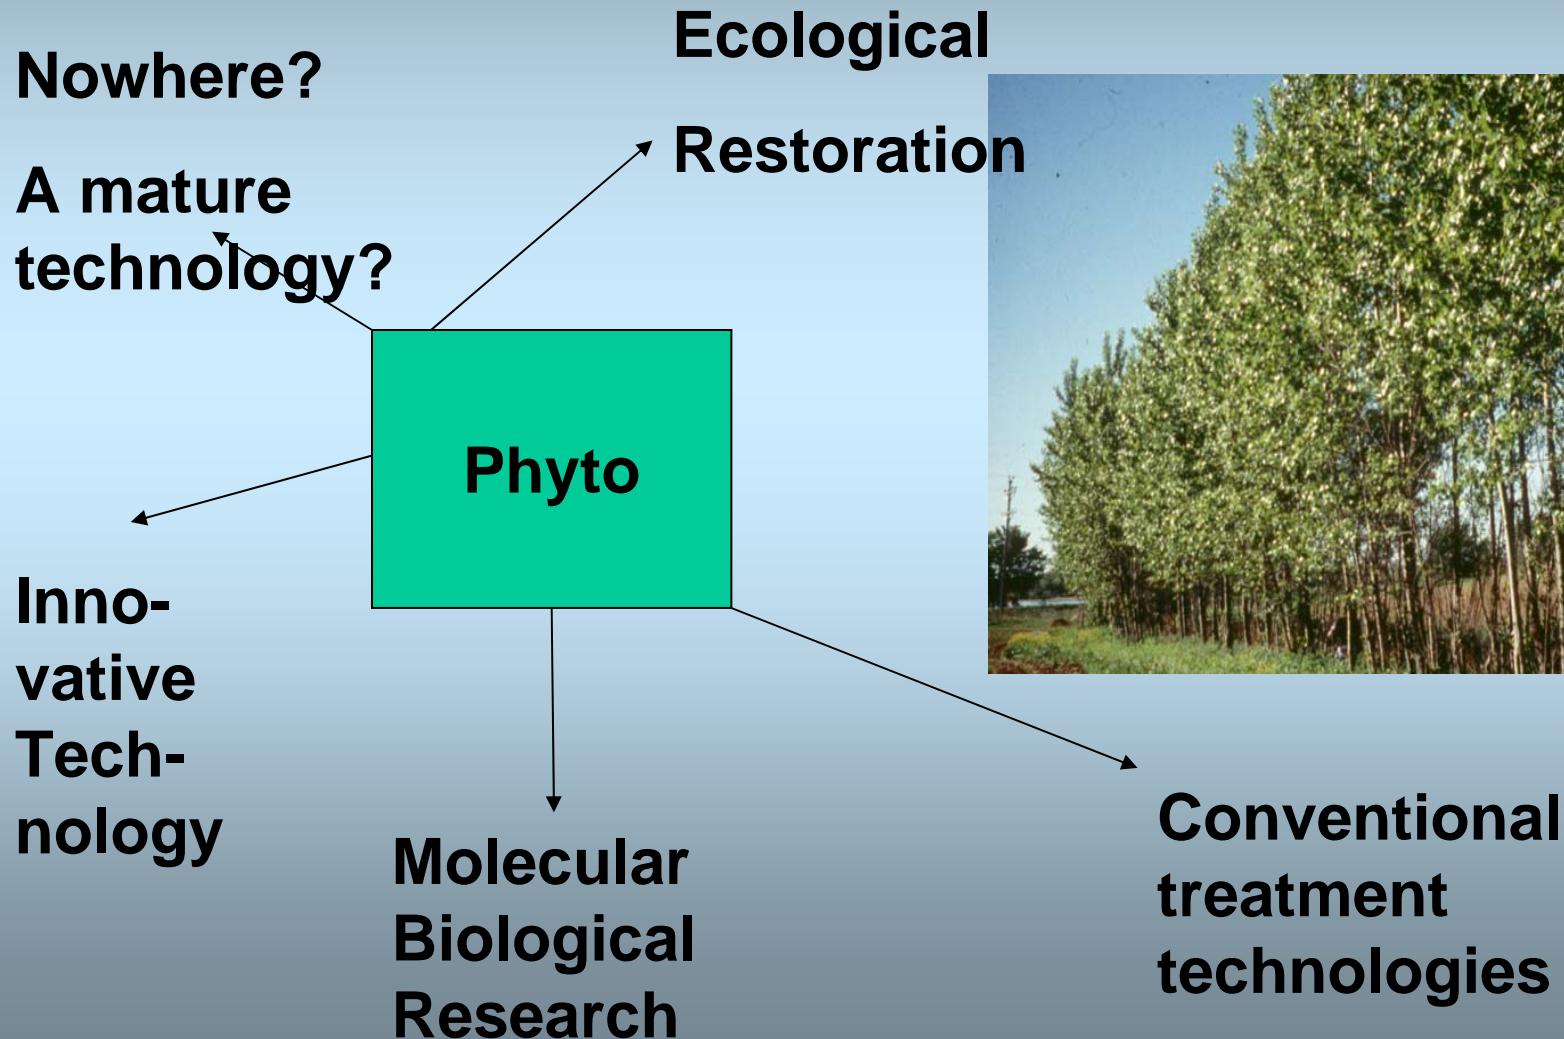 Nowhere?
A mature
technology?
Ecological
Restoration
Phyto
Inno-
vative
Tech-
nology
Molecular
Biological
Research
Conventional
treatment
technologies